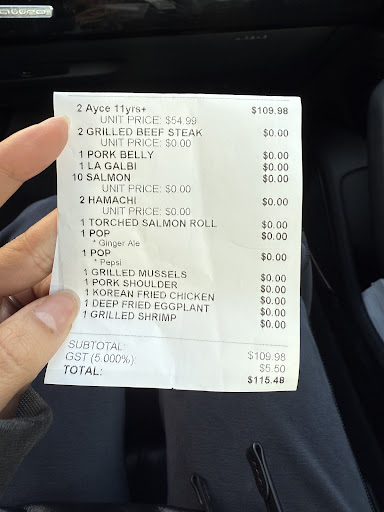 2 Ayce 11yrs+ $109.98
UNIT PRICE: $54.99
2 GRILLED BEEF STEAK $0.00
UNIT PRICE: $0.00
1 PORK BELLY $0.00
1 LA GALBI $0.00
10 SALMON $0.00
UNIT PRICE: $0.00
2 HAMACHI $0.00
UNIT PRICE: $0.00
1 TORCHED SALMON ROLL $0.00
1 POP $0.00
* Ginger Ale
1 POP $0.00
* Pepsi
1 GRILLED MUSSELS $0.00
1 PORK SHOULDER $0.00
1 KOREAN FRIED CHICKEN $0.00
1 DEEP FRIED EGGPLANT $0.00
1 GRILLED SHRIMP $0.00
SUBTOTAL: $109.98
GST (5.000%): $5.50
TOTAL: $115.48